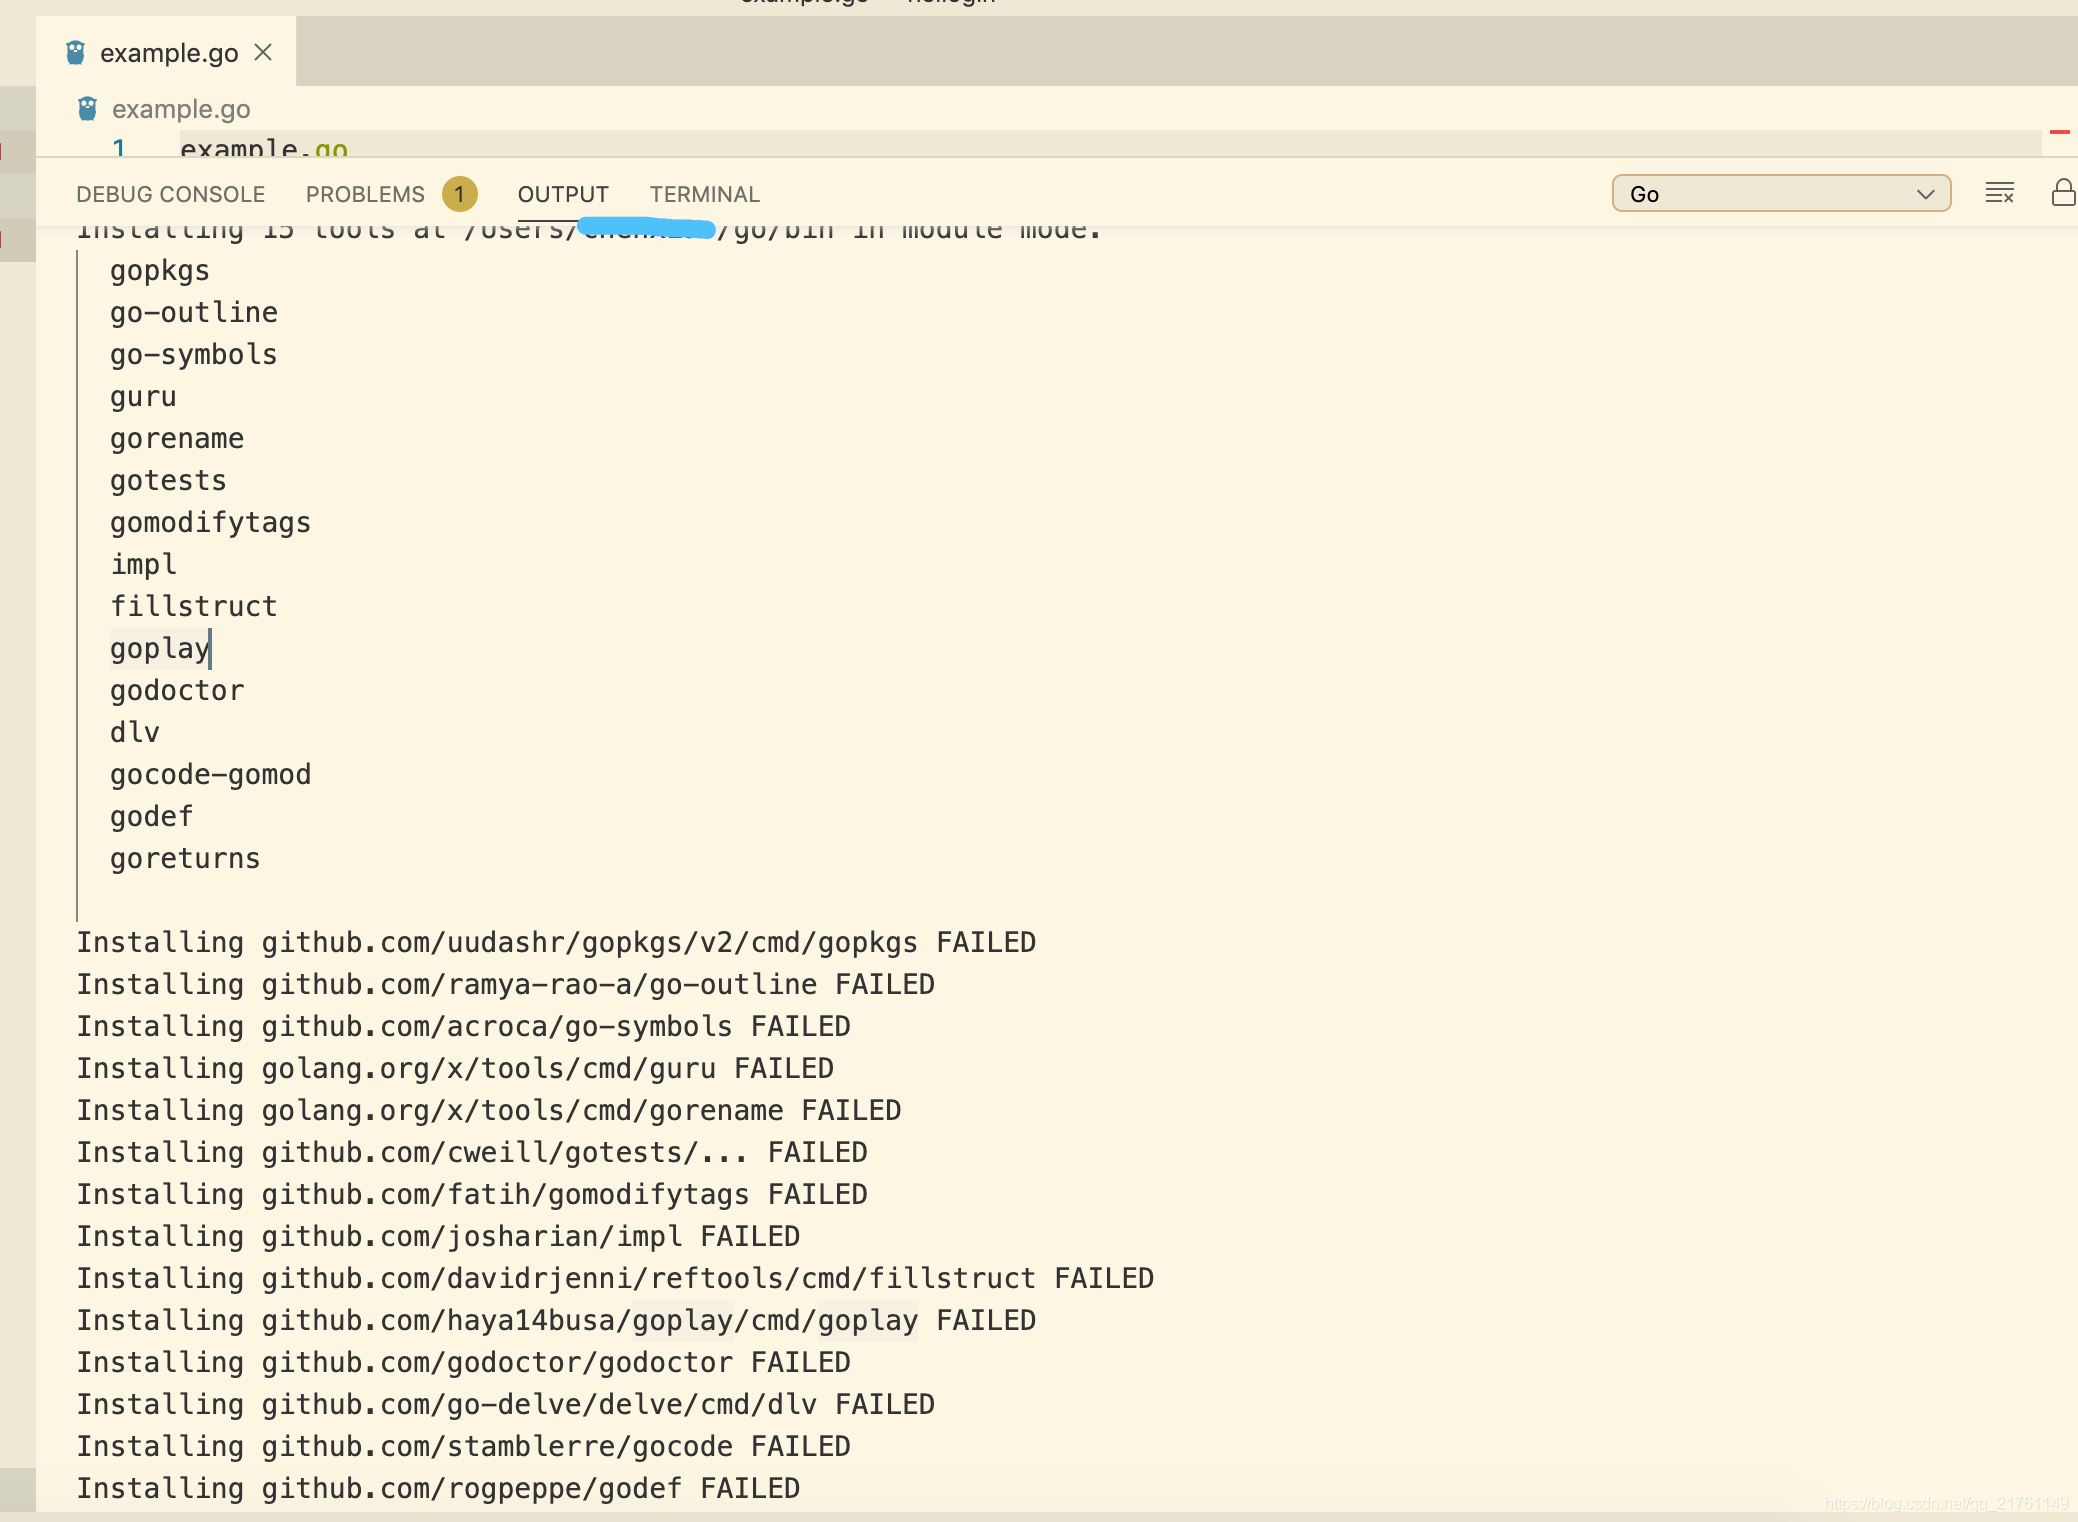 example.go
example.go
1 example.go
DEBUG CONSOLE PROBLEMS 1 OUTPUT TERMINAL Go
Installing 15 tools at /Users/ /go/bin in module mode.
gopkgs
go-outline
go-symbols
guru
gorename
gotests
gomodifytags
impl
fillstruct
goplay
godoctor
dlv
gocode-gomod
godef
goreturns
Installing github.com/uudashr/gopkgs/v2/cmd/gopkgs FAILED
Installing github.com/ramya-rao-a/go-outline FAILED
Installing github.com/acroca/go-symbols FAILED
Installing golang.org/x/tools/cmd/guru FAILED
Installing golang.org/x/tools/cmd/gorename FAILED
Installing github.com/cweill/gotests/... FAILED
Installing github.com/fatih/gomodifytags FAILED
Installing github.com/josharian/impl FAILED
Installing github.com/davidrjenni/reftools/cmd/fillstruct FAILED
Installing github.com/haya14busa/goplay/cmd/goplay FAILED
Installing github.com/godoctor/godoctor FAILED
Installing github.com/go-delve/delve/cmd/dlv FAILED
Installing github.com/stamblerre/gocode FAILED
Installing github.com/rogpeppe/godef FAILED
https://blog.csdn.net/qq_21761149